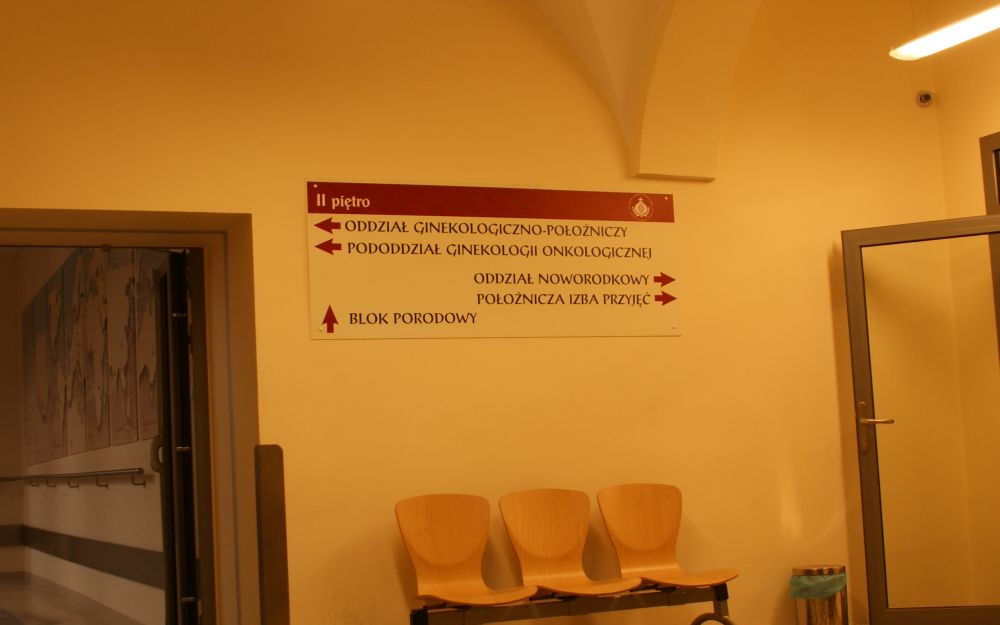 II piętro
ODDZIAŁ GINEKOLOGICZNO-POŁOŻNICZY
PODODDZIAŁ GINEKOLOGII ONKOLOGICZNEJ
ODDZIAŁ NOWORODKOWY
POŁOŻNICZA IZBA PRZYJĘĆ
BLOK PORODOWY